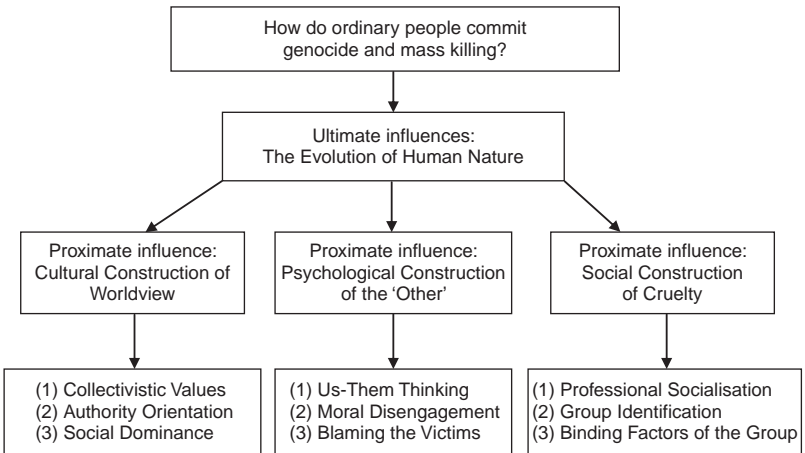 How do ordinary people commit
genocide and mass killing?
Ultimate influences:
The Evolution of Human Nature
Proximate influence:
Cultural Construction of
Worldview
Proximate influence:
Psychological Construction
of the ‘Other’
Proximate influence:
Social Construction
of Cruelty
(1) Collectivistic Values
(2) Authority Orientation
(3) Social Dominance
(1) Us-Them Thinking
(2) Moral Disengagement
(3) Blaming the Victims
(1) Professional Socialisation
(2) Group Identification
(3) Binding Factors of the Group